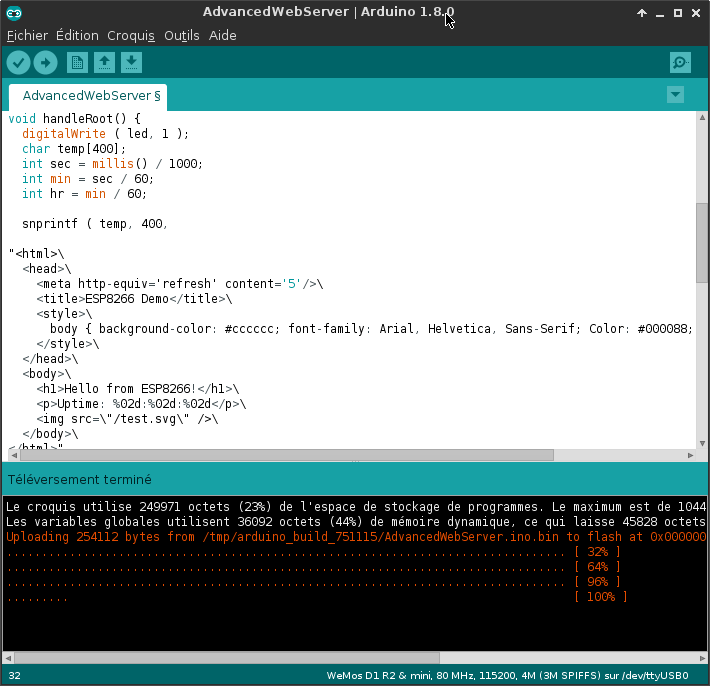 AdvancedWebServer | Arduino 1.8.0
Fichier Édition Croquis Outils Aide
AdvancedWebServer §
void handleRoot() {
  digitalWrite ( led, 1 );
  char temp[400];
  int sec = millis() / 1000;
  int min = sec / 60;
  int hr = min / 60;

  snprintf ( temp, 400,

"<html>\
  <head>\
    <meta http-equiv='refresh' content='5'/>\
    <title>ESP8266 Demo</title>\
    <style>\
      body { background-color: #cccccc; font-family: Arial, Helvetica, Sans-Serif; Color: #000088;
    </style>\
  </head>\
  <body>\
    <h1>Hello from ESP8266!</h1>\
    <p>Uptime: %02d:%02d:%02d</p>\
    <img src=\"/test.svg\" />\
  </body>\
</html>"
Téléversement terminé
Le croquis utilise 249971 octets (23%) de l'espace de stockage de programmes. Le maximum est de 1044
Les variables globales utilisent 36092 octets (44%) de mémoire dynamique, ce qui laisse 45828 octets
Uploading 254112 bytes from /tmp/arduino_build_751115/AdvancedWebServer.ino.bin to flash at 0x000000
................................................................................ [ 32% ]
................................................................................ [ 64% ]
................................................................................ [ 96% ]
......... [ 100% ]
32 WeMos D1 R2 & mini, 80 MHz, 115200, 4M (3M SPIFFS) sur /dev/ttyUSB0